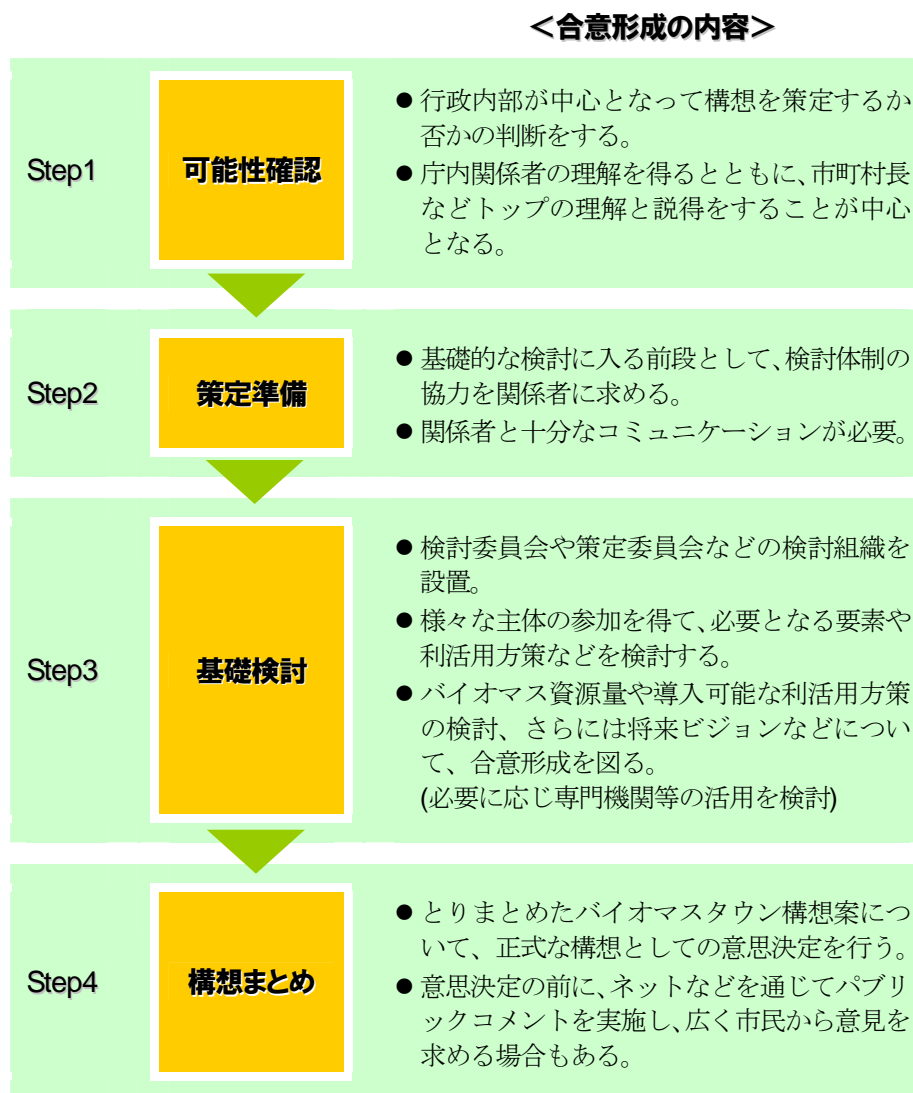 ＜合意形成の内容＞
Step1
可能性確認
●行政内部が中心となって構想を策定するか
否かの判断をする。
●庁内関係者の理解を得るとともに、市町村長
などトップの理解と説得をすることが中心
となる。
Step2
策定準備
●基礎的な検討に入る前段として、検討体制の
協力を関係者に求める。
●関係者と十分なコミュニケーションが必要。
Step3
基礎検討
●検討委員会や策定委員会などの検討組織を
設置。
●様々な主体の参加を得て、必要となる要素や
利活用方策などを検討する。
●バイオマス資源量や導入可能な利活用方策
の検討、さらには将来ビジョンなどについ
て、合意形成を図る。
(必要に応じ専門機関等の活用を検討)
Step4
構想まとめ
●とりまとめたバイオマスタウン構想案につ
いて、正式な構想としての意思決定を行う。
●意思決定の前に、ネットなどを通じてパブリ
ックコメントを実施し、広く市民から意見を
求める場合もある。